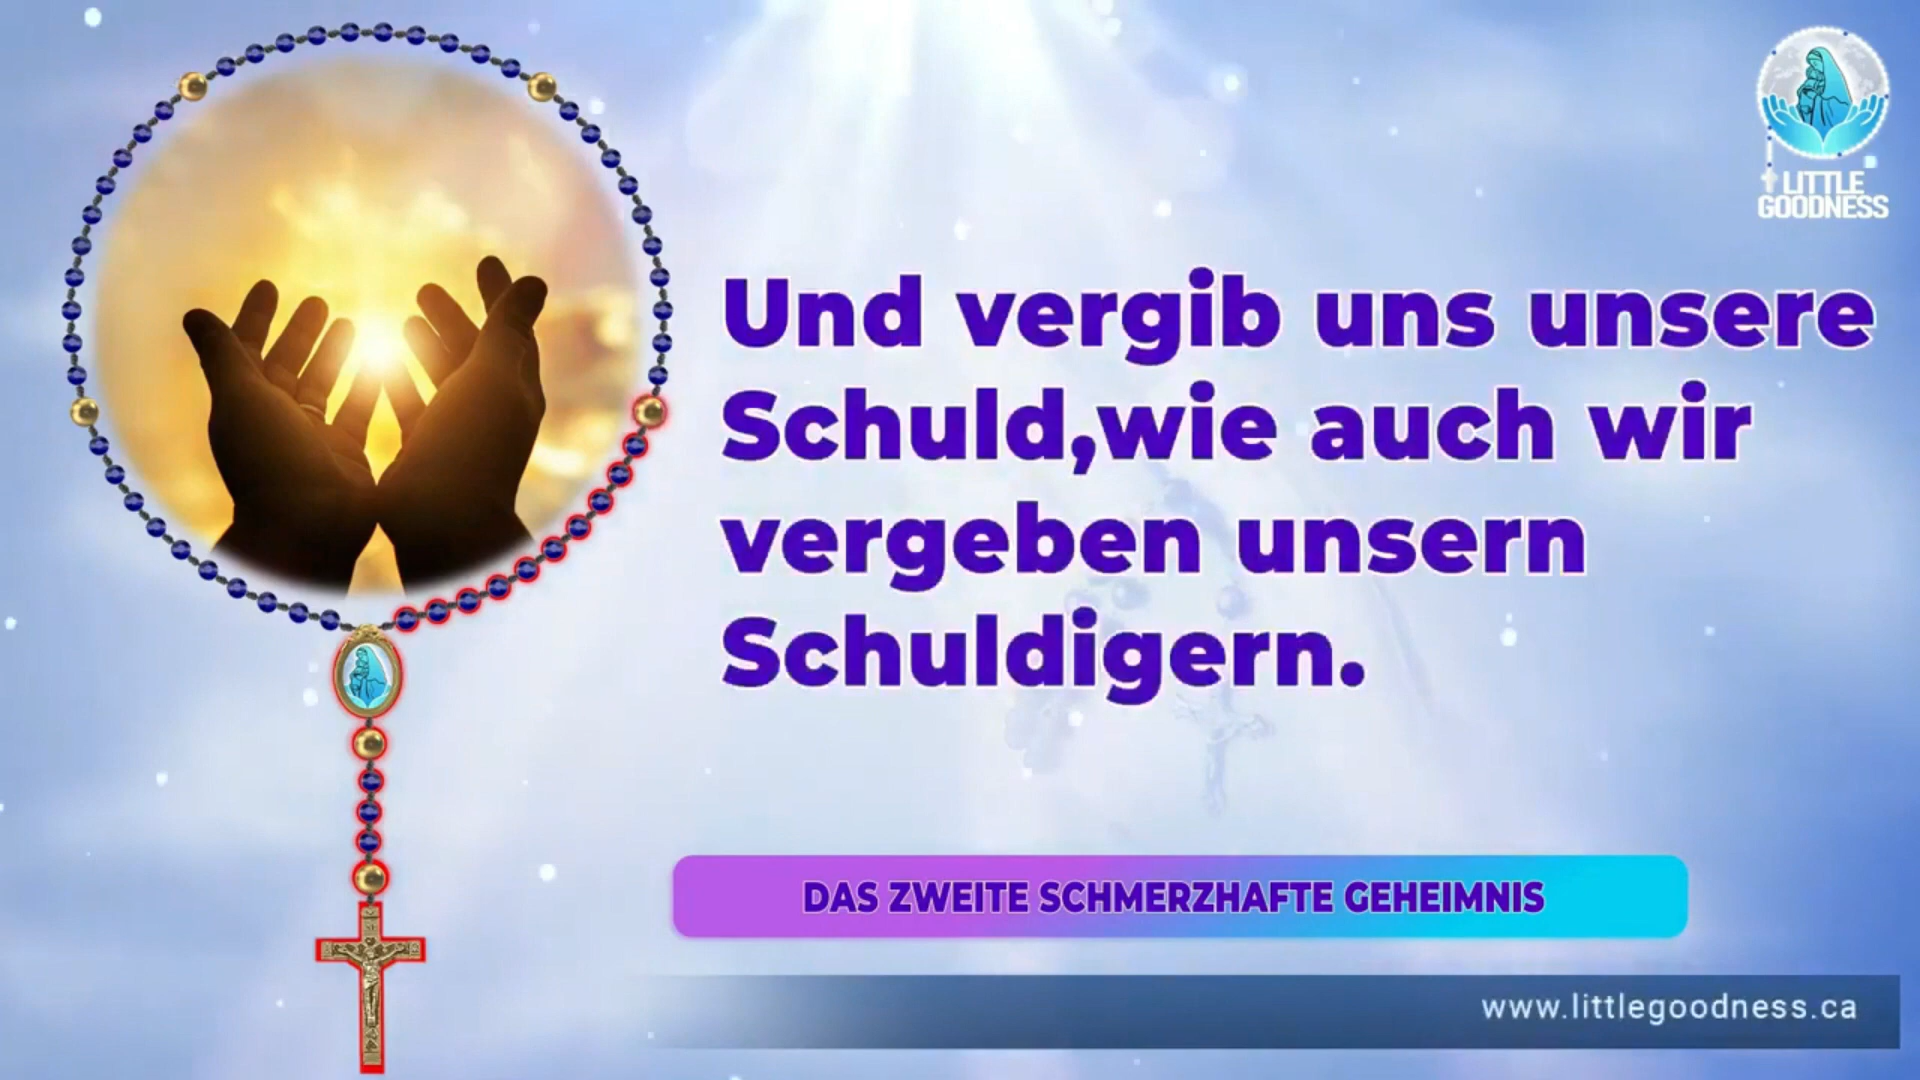 LITTLE
GOODNESS
Und vergib uns unsere
Schuld,wie auch wir
vergeben unsern
Schuldigern.
DAS ZWEITE SCHMERZHAFTE GEHEIMNIS
www.littlegoodness.ca